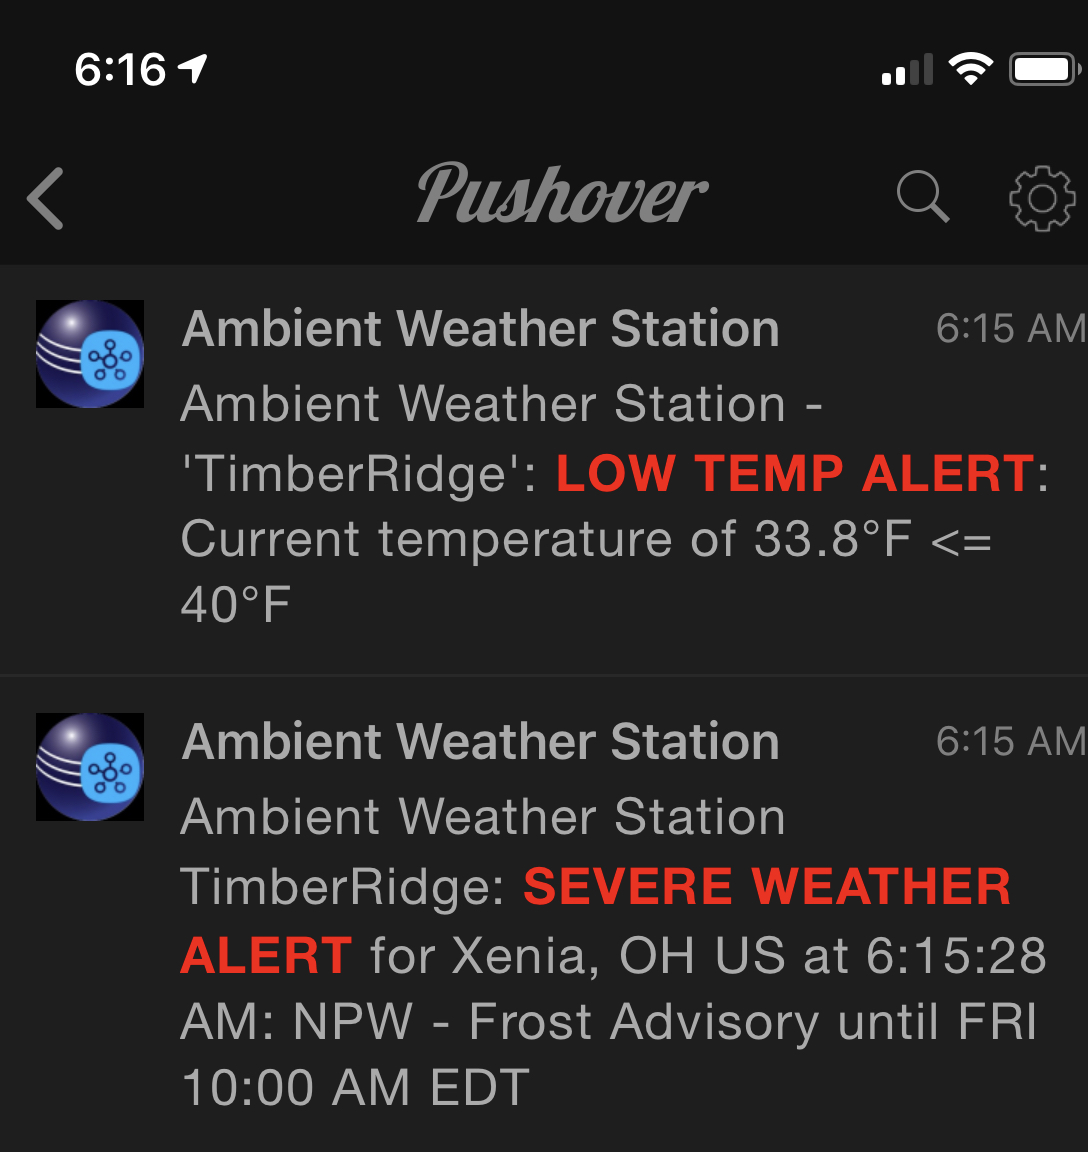 6:16
Pushover
Ambient Weather Station 6:15 AM
Ambient Weather Station -
'TimberRidge': LOW TEMP ALERT:
Current temperature of 33.8°F <=
40°F
Ambient Weather Station 6:15 AM
Ambient Weather Station
TimberRidge: SEVERE WEATHER
ALERT for Xenia, OH US at 6:15:28
AM: NPW - Frost Advisory until FRI
10:00 AM EDT